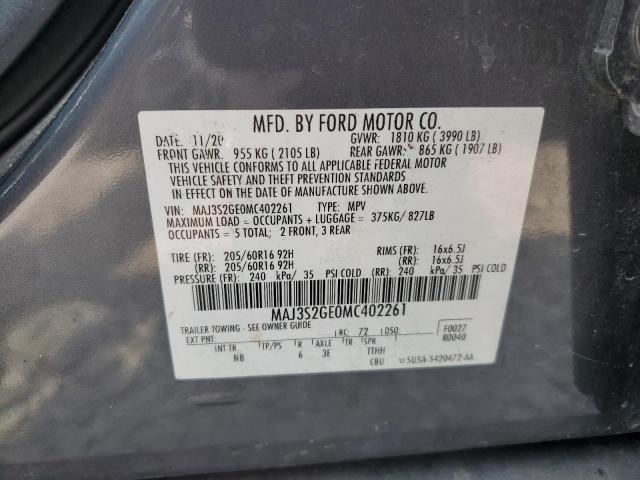 MFD. BY FORD MOTOR CO.
DATE: 11/20 GVWR: 1810 KG ( 3990 LB)
FRONT GAWR: 955 KG ( 2105 LB) REAR GAWR: 865 KG ( 1907 LB)
THIS VEHICLE CONFORMS TO ALL APPLICABLE FEDERAL MOTOR
VEHICLE SAFETY AND THEFT PREVENTION STANDARDS
IN EFFECT ON THE DATE OF MANUFACTURE SHOWN ABOVE.
VIN: MAJ3S2GE0MC402261 TYPE: MPV
MAXIMUM LOAD = OCCUPANTS + LUGGAGE = 375KG/ 827LB
OCCUPANTS = 5 TOTAL; 2 FRONT, 3 REAR
TIRE (FR): 205/60R16 92H RIMS (FR): 16x6.5J
(RR): 205/60R16 92H (RR): 16x6.5J
PRESSURE (FR): 240 kPa/ 35 PSI COLD (RR): 240 kPa/ 35 PSI COLD
MAJ3S2GE0MC402261
TRAILER TOWING - SEE OWNER GUIDE
EXT PNT: RC: 72 DSO: F0027
R0040
INT TR TP/PS R AXLE TR SPR
NB 6 3E TTHH
CBU 5USA-5420472-AA